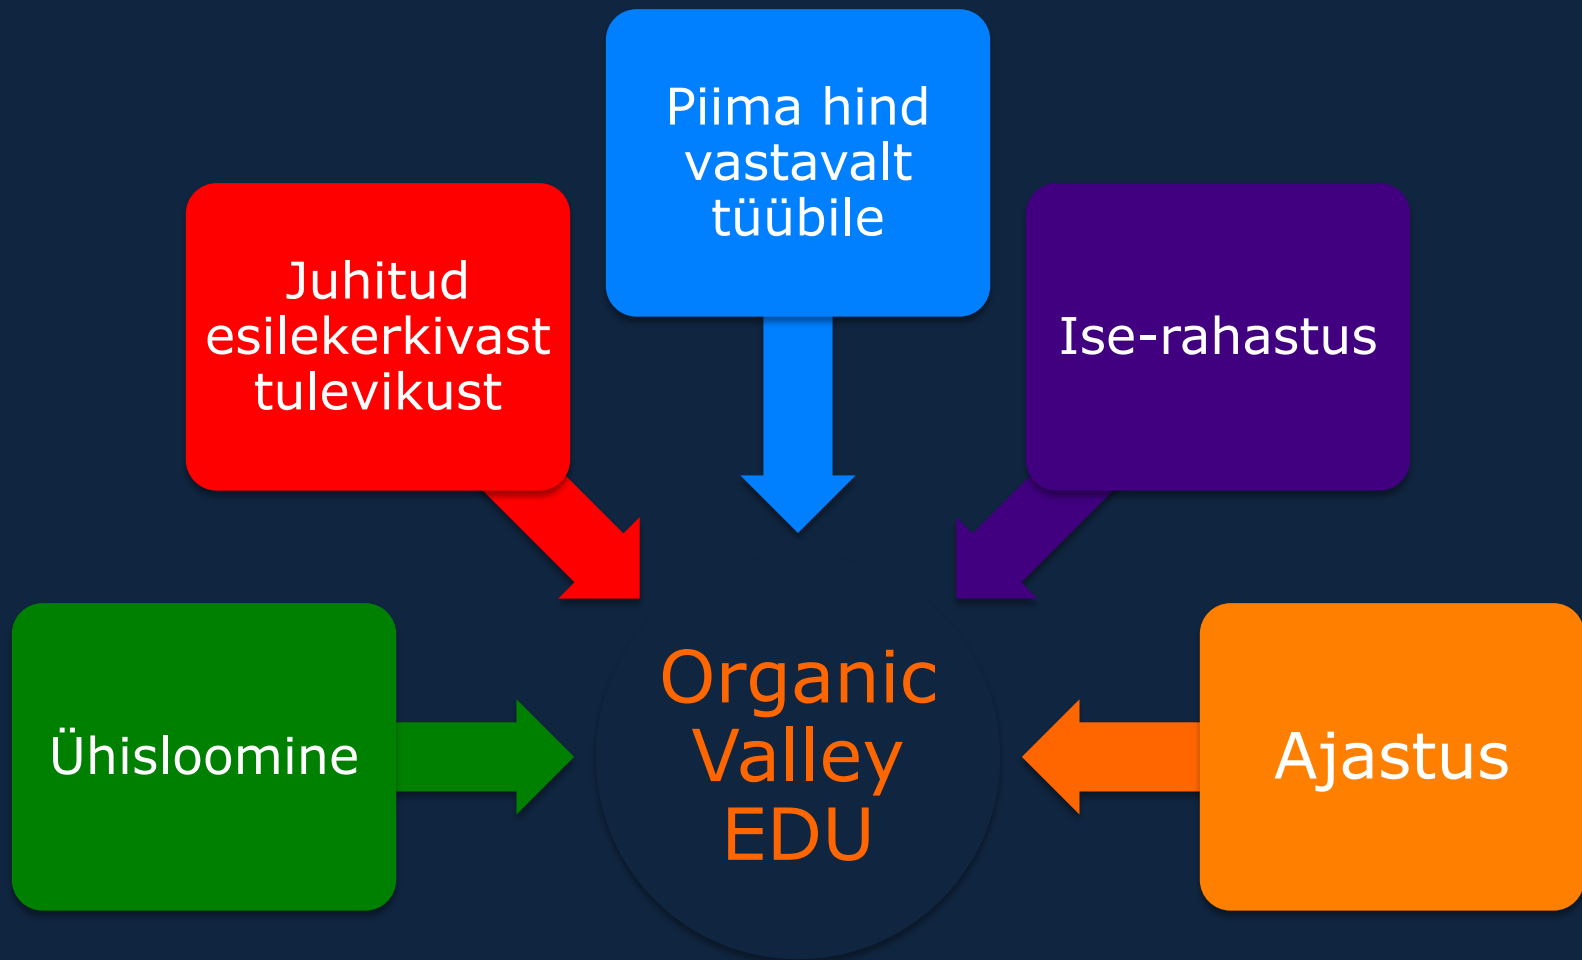 Piima hind
vastavalt
tüübile
Juhitud
esilekerkivast
tulevikust
Ise-rahastus
Ühisloomine
Organic
Valley
EDU
Ajastus